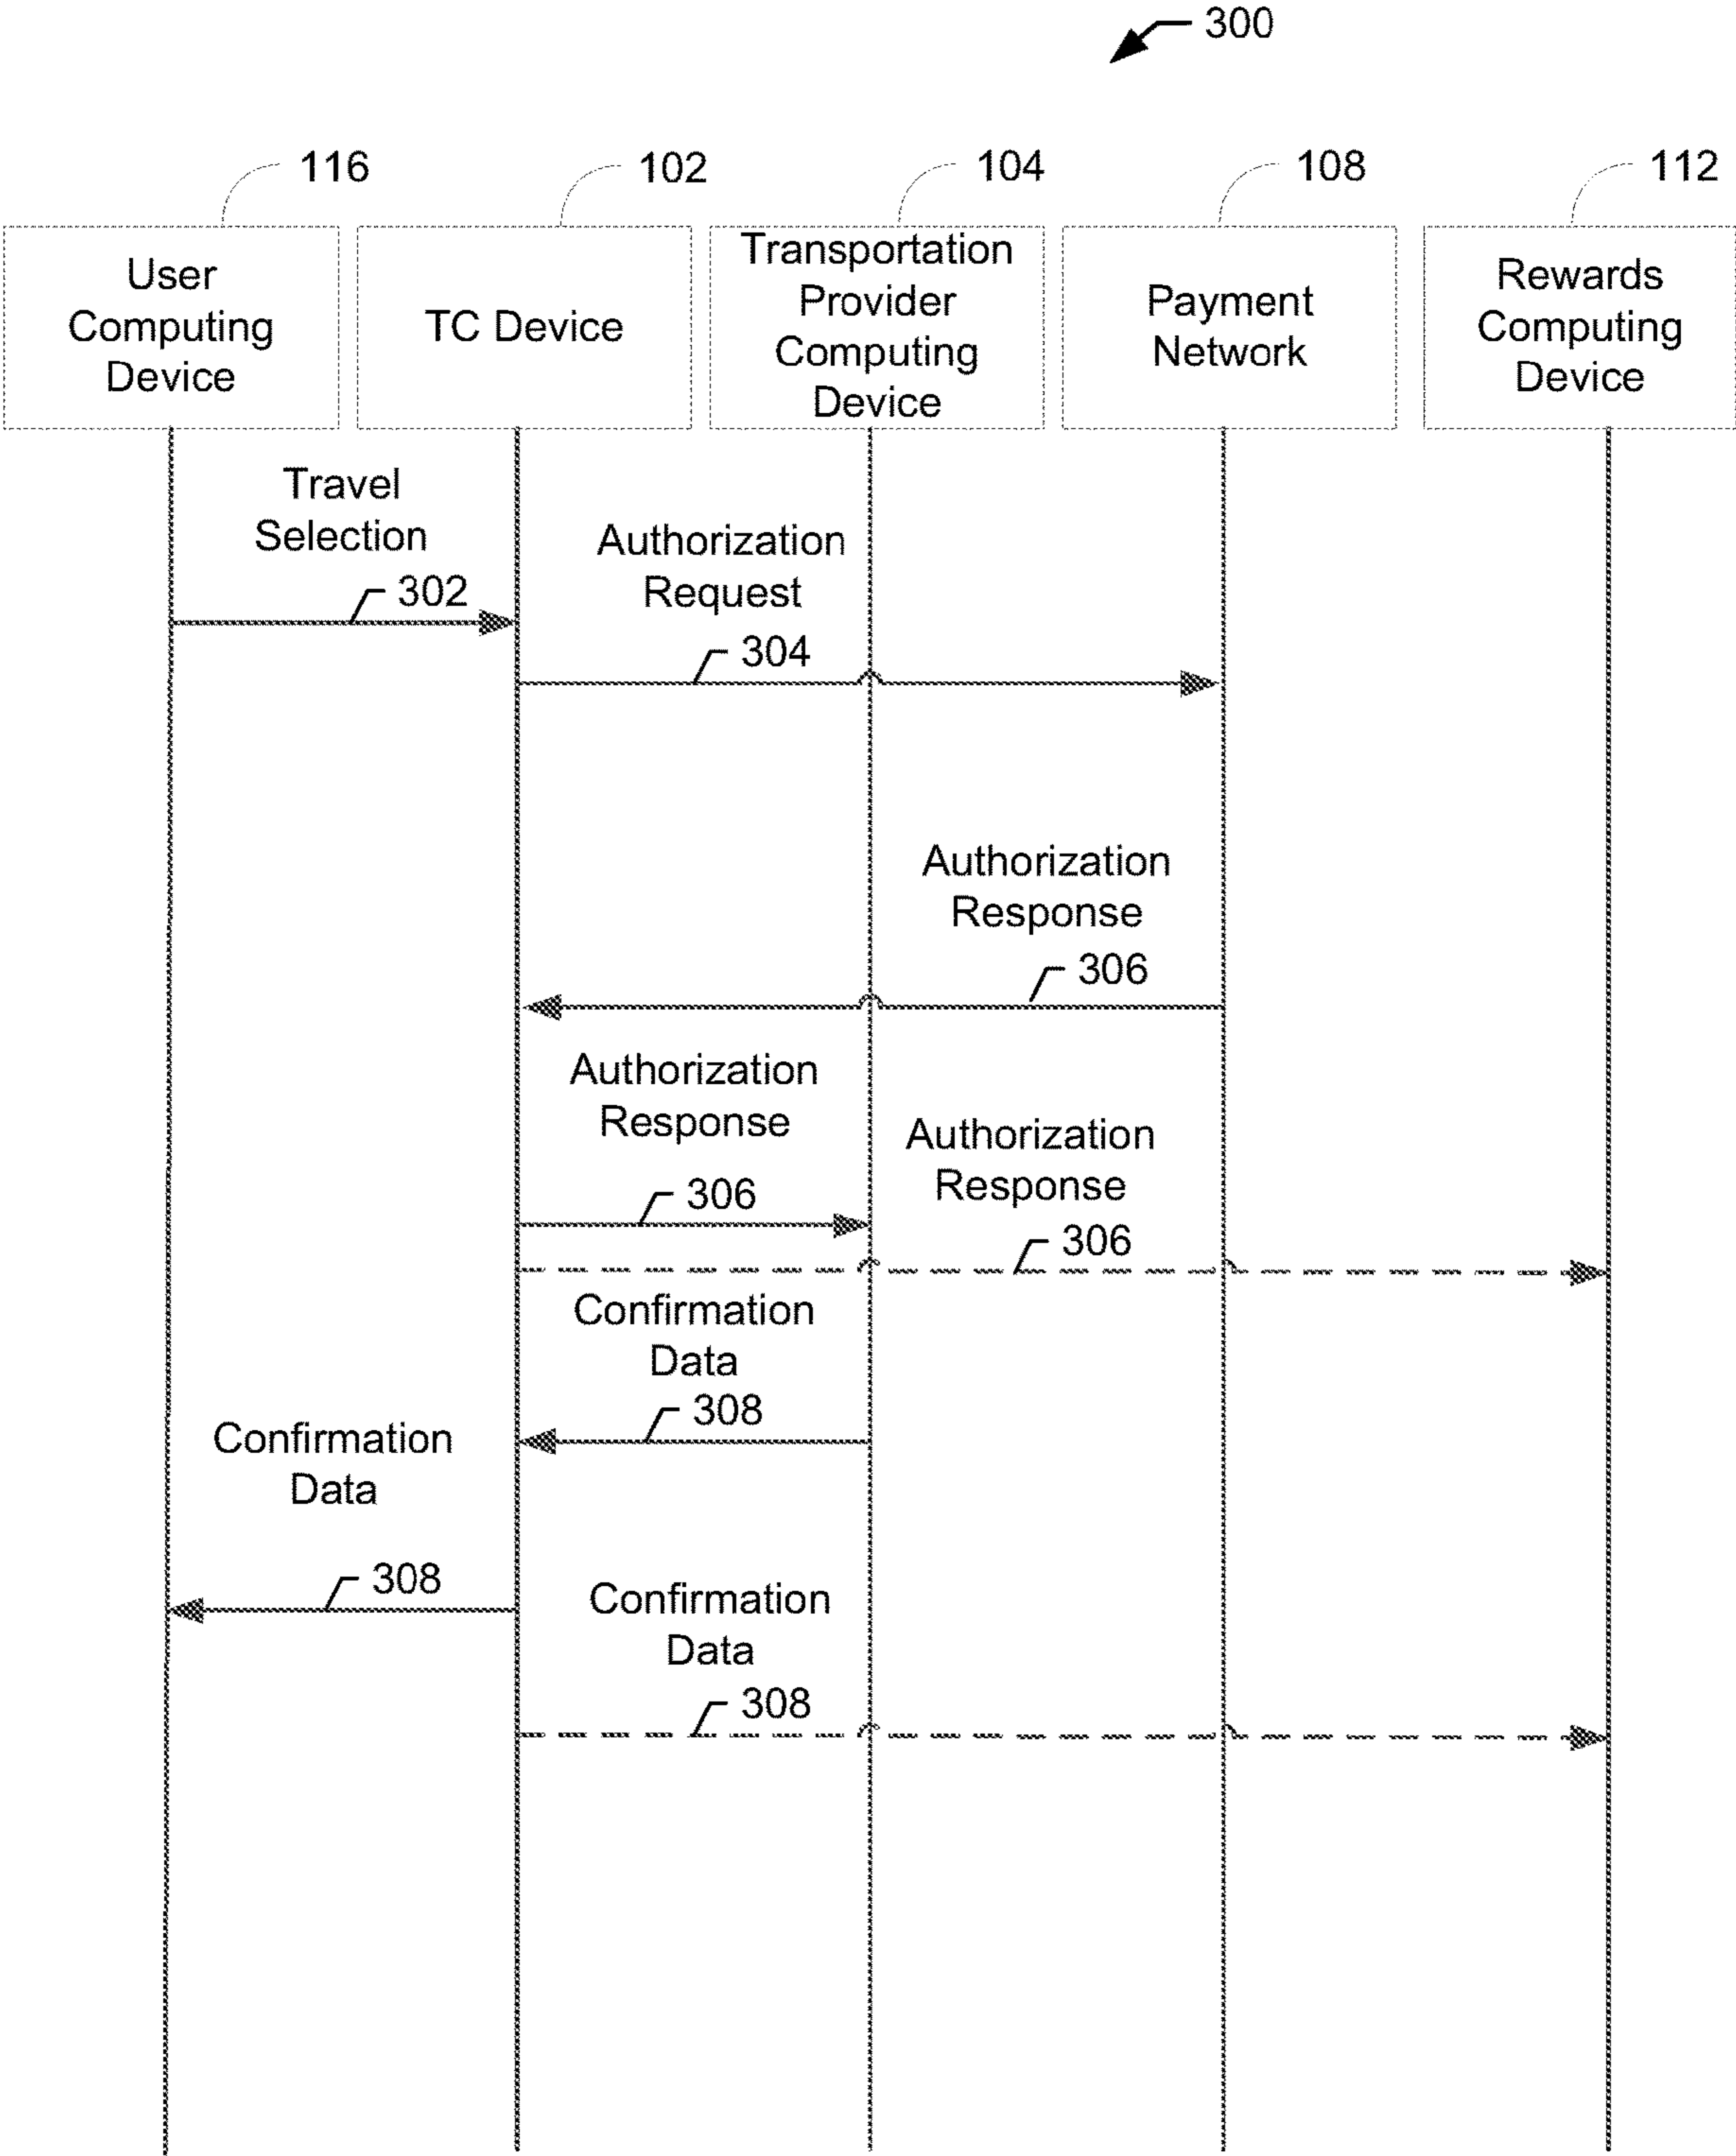 300
116
102
104
108
112
User
Computing
Device
TC Device
Transportation
Provider
Computing
Device
Payment
Network
Rewards
Computing
Device
Travel
Selection
302
Authorization
Request
304
Authorization
Response
306
Authorization
Response
306
Authorization
Response
306
Confirmation
Data
308
Confirmation
Data
308
Confirmation
Data
308